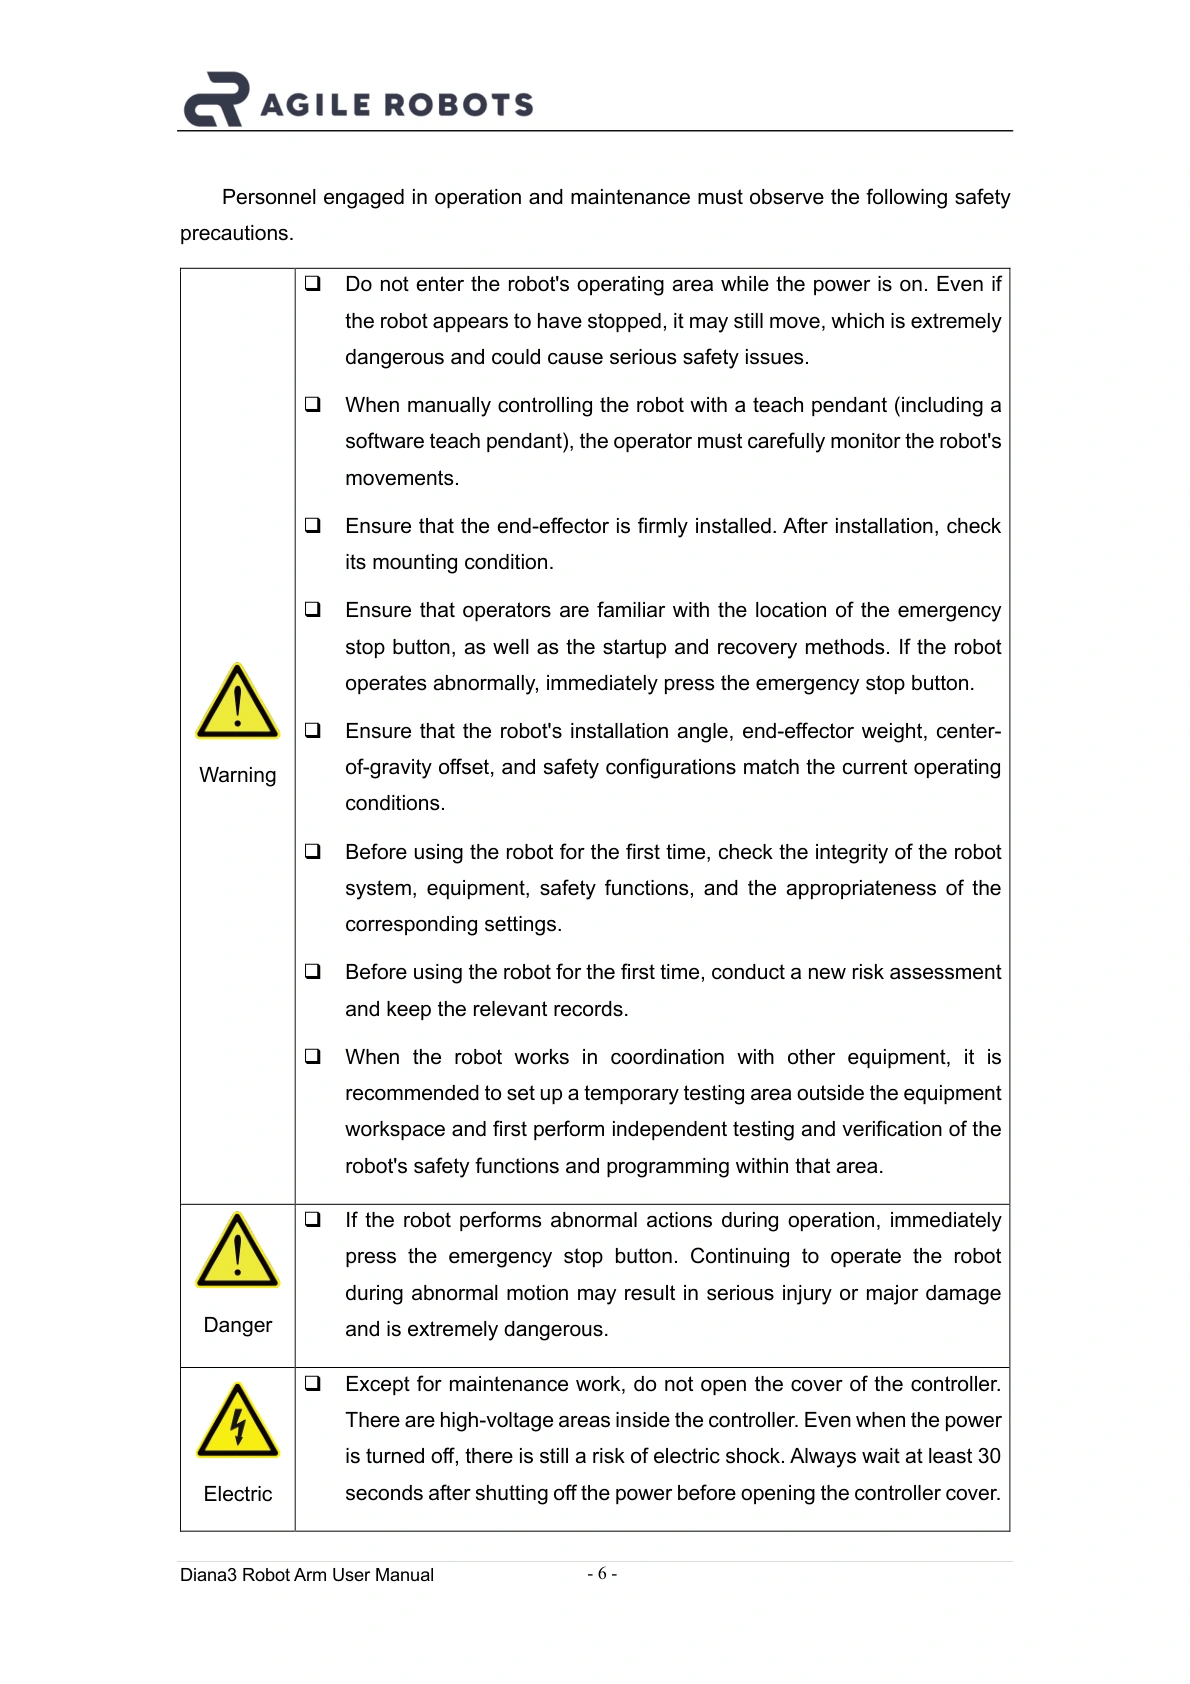 AGILE ROBOTS
Personnel engaged in operation and maintenance must observe the following safety
precautions.
Warning
❑ Do not enter the robot's operating area while the power is on. Even if
the robot appears to have stopped, it may still move, which is extremely
dangerous and could cause serious safety issues.
❑ When manually controlling the robot with a teach pendant (including a
software teach pendant), the operator must carefully monitor the robot's
movements.
❑ Ensure that the end-effector is firmly installed. After installation, check
its mounting condition.
❑ Ensure that operators are familiar with the location of the emergency
stop button, as well as the startup and recovery methods. If the robot
operates abnormally, immediately press the emergency stop button.
❑ Ensure that the robot's installation angle, end-effector weight, center-
of-gravity offset, and safety configurations match the current operating
conditions.
❑ Before using the robot for the first time, check the integrity of the robot
system, equipment, safety functions, and the appropriateness of the
corresponding settings.
❑ Before using the robot for the first time, conduct a new risk assessment
and keep the relevant records.
❑ When the robot works in coordination with other equipment, it is
recommended to set up a temporary testing area outside the equipment
workspace and first perform independent testing and verification of the
robot's safety functions and programming within that area.
Danger
❑ If the robot performs abnormal actions during operation, immediately
press the emergency stop button. Continuing to operate the robot
during abnormal motion may result in serious injury or major damage
and is extremely dangerous.
Electric
❑ Except for maintenance work, do not open the cover of the controller.
There are high-voltage areas inside the controller. Even when the power
is turned off, there is still a risk of electric shock. Always wait at least 30
seconds after shutting off the power before opening the controller cover.
Diana3 Robot Arm User Manual
- 6 -